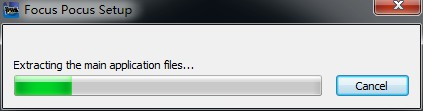 Focus Pocus Setup
Extracting the main application files...
Cancel